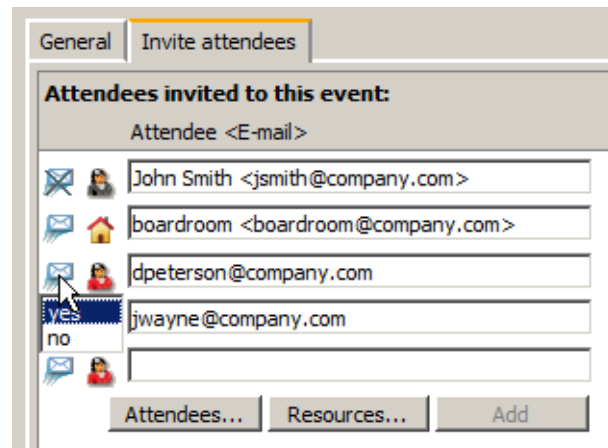 General Invite attendees
Attendees invited to this event:
Attendee <E-mail>
John Smith <jsmith@company.com>
boardroom <boardroom@company.com>
dpeterson@company.com
yes
jwayne@company.com
no
Attendees... Resources... Add